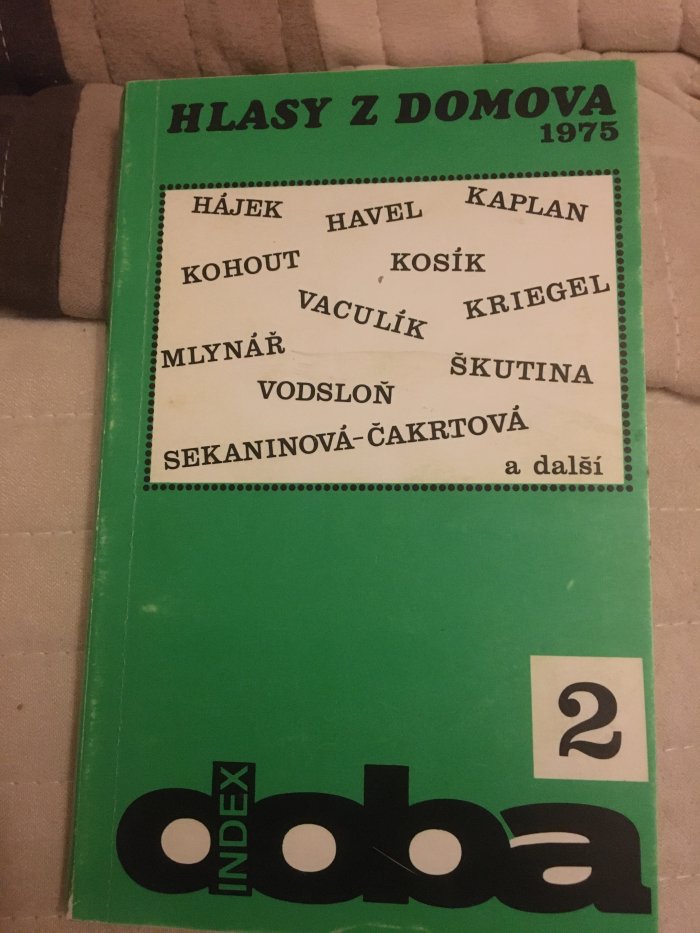 HLASY Z DOMOVA
1975
HÁJEK HAVEL KAPLAN
KOHOUT KOSÍK
VACULÍK KRIEGEL
MLYNÁŘ ŠKUTINA
VODSLOŇ
SEKANINOVÁ-ČAKRTOVÁ
a další
2
INDEX
doba